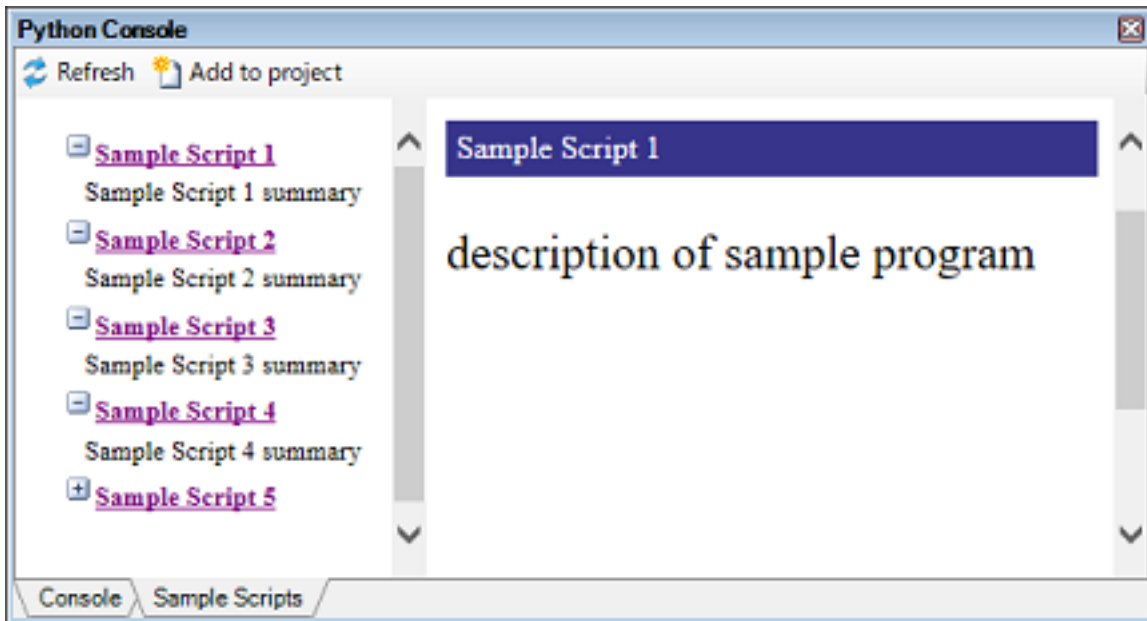 Python Console
Refresh Add to project
Sample Script 1
Sample Script 1 summary
Sample Script 2
Sample Script 2 summary
Sample Script 3
Sample Script 3 summary
Sample Script 4
Sample Script 4 summary
Sample Script 5
Sample Script 1
description of sample program
Console Sample Scripts